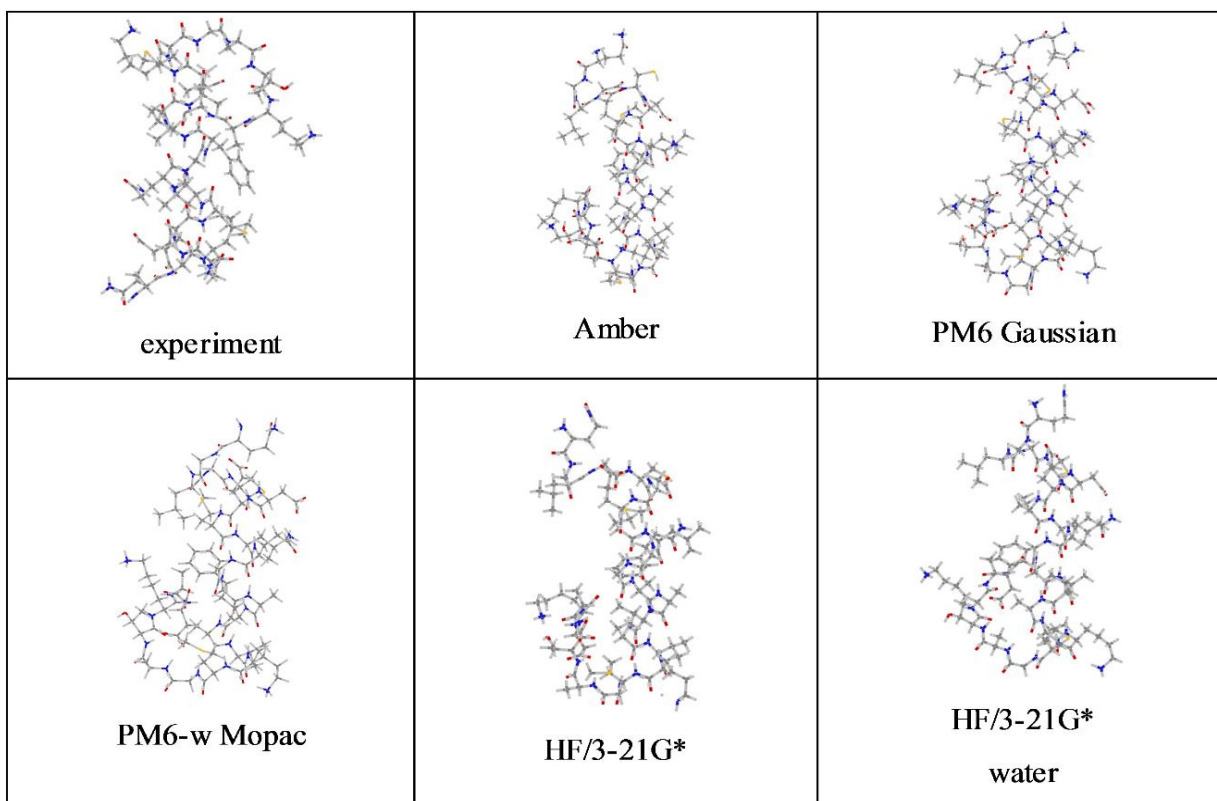 experiment
Amber
PM6 Gaussian
PM6-w Mopac
HF/3-21G*
HF/3-21G*
water